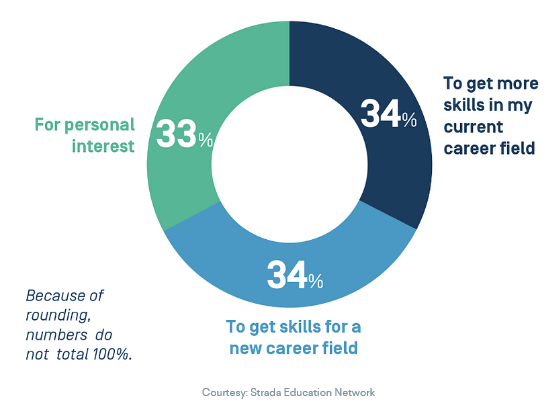 To get more
skills in my
current
career field
34%
For personal
interest
33%
34%
To get skills for a
new career field
Because of
rounding,
numbers do
not total 100%.
Courtesy: Strada Education Network